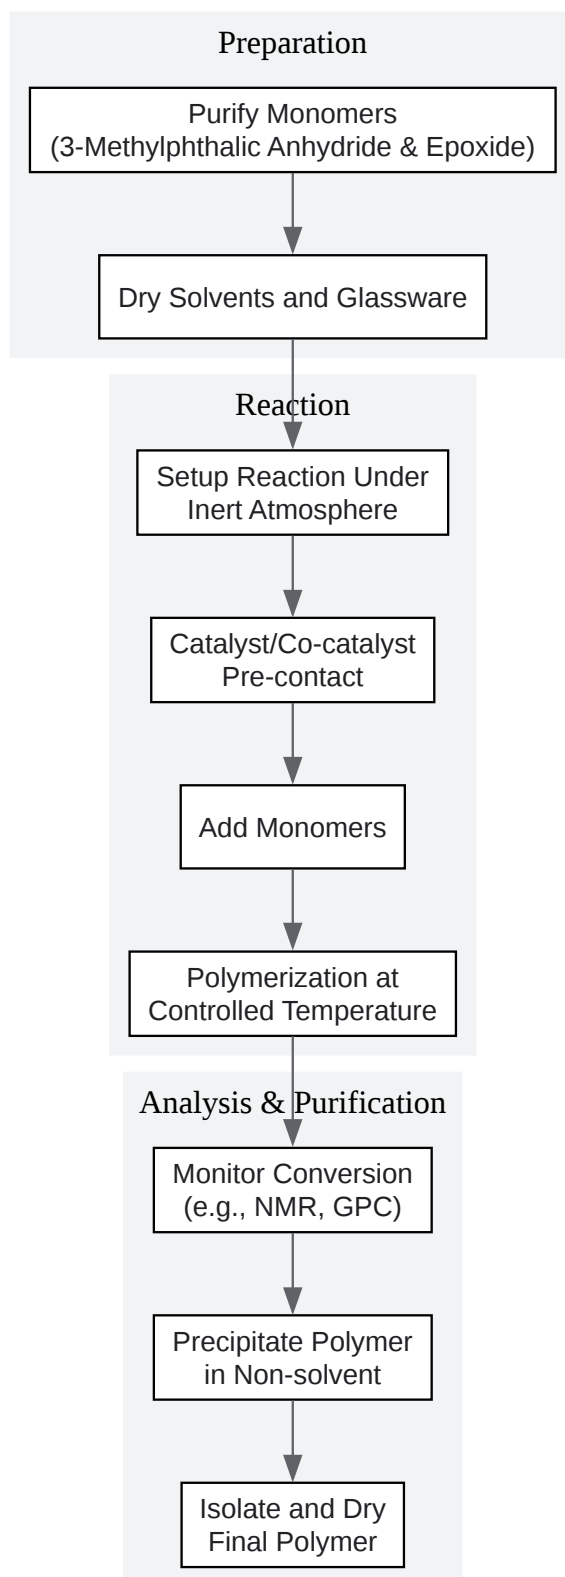 Preparation
Purify Monomers
(3-Methylphthalic Anhydride & Epoxide)
Dry Solvents and Glassware
Reaction
Setup Reaction Under
Inert Atmosphere
Catalyst/Co-catalyst
Pre-contact
Add Monomers
Polymerization at
Controlled Temperature
Analysis & Purification
Monitor Conversion
(e.g., NMR, GPC)
Precipitate Polymer
in Non-solvent
Isolate and Dry
Final Polymer